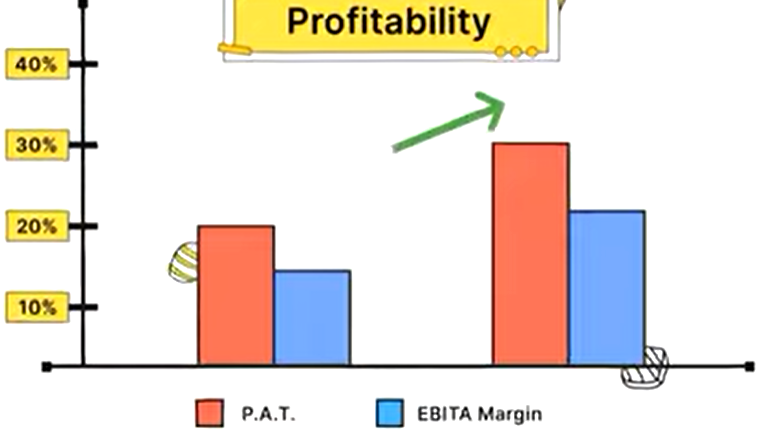 Profitability
40%
30%
20%
10%
P.A.T.
EBITA Margin